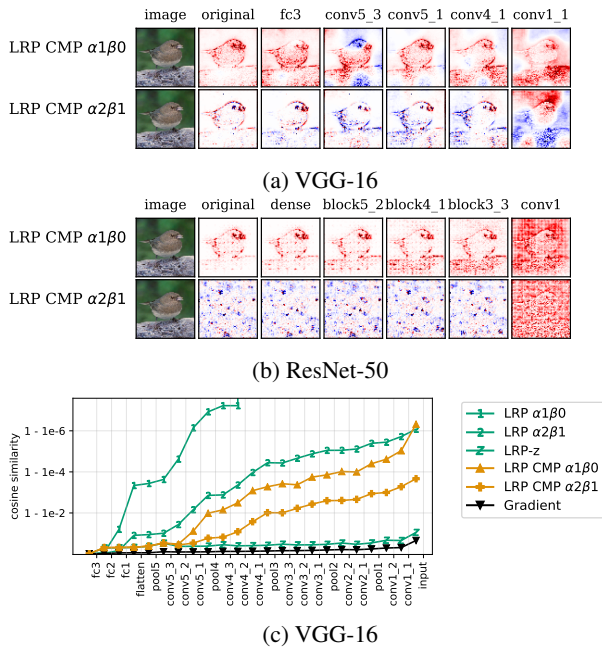 image original fc3 conv5_3 conv5_1 conv4_1 conv1_1
LRP CMP α1β0
LRP CMP α2β1
(a) VGG-16
image original dense block5_2 block4_1 block3_3 conv1
LRP CMP α1β0
LRP CMP α2β1
(b) ResNet-50
cosine similarity
1 - 1e-6
1 - 1e-4
1 - 1e-2
fc3
fc2
fc1
flatten
pool5
conv5_3
conv5_2
conv5_1
pool4
conv4_3
conv4_2
conv4_1
pool3
conv3_3
conv3_2
conv3_1
pool2
conv2_2
conv2_1
pool1
conv1_2
conv1_1
input
LRP α1β0
LRP α2β1
LRP-z
LRP CMP α1β0
LRP CMP α2β1
Gradient
(c) VGG-16